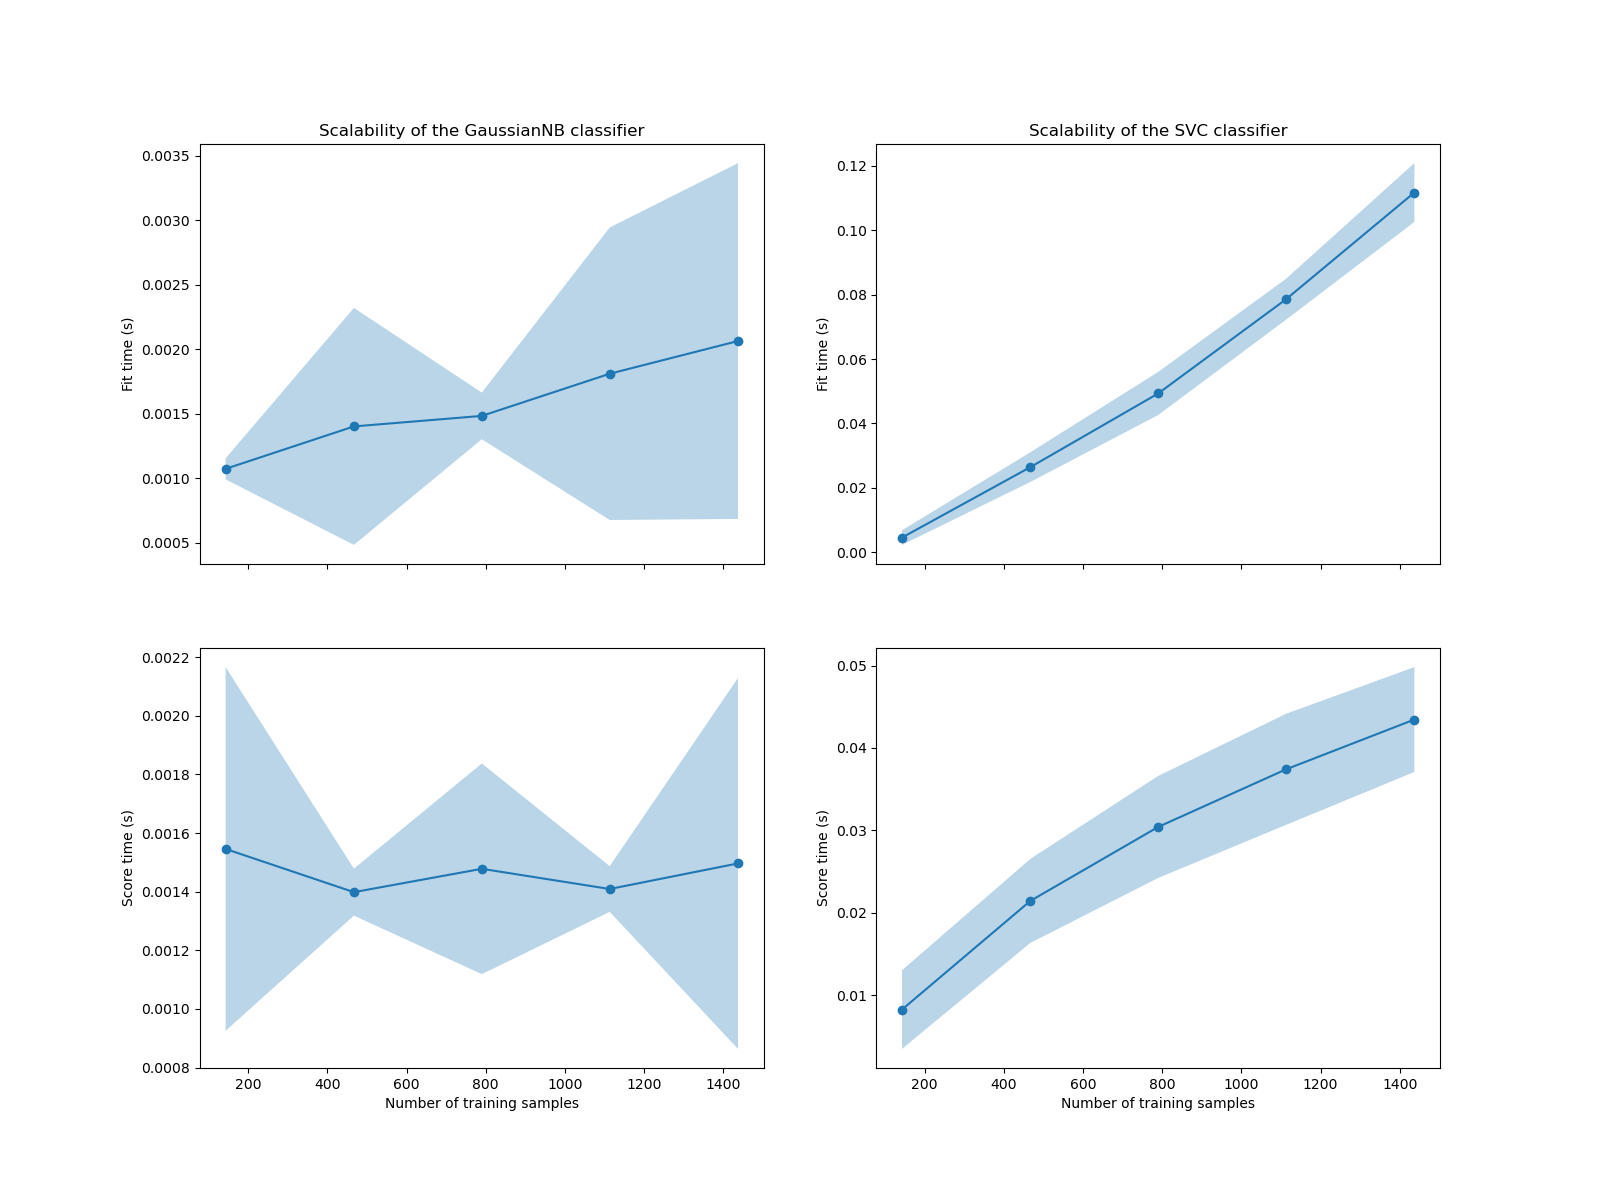 Scalability of the GaussianNB classifier
0.0035
0.0030
0.0025
0.0020
0.0015
0.0010
0.0005
Fit time (s)
Scalability of the SVC classifier
0.12
0.10
0.08
0.06
0.04
0.02
0.00
Fit time (s)
0.0022
0.0020
0.0018
0.0016
0.0014
0.0012
0.0010
0.0008
Score time (s)
200 400 600 800 1000 1200 1400
Number of training samples
0.05
0.04
0.03
0.02
0.01
Score time (s)
200 400 600 800 1000 1200 1400
Number of training samples